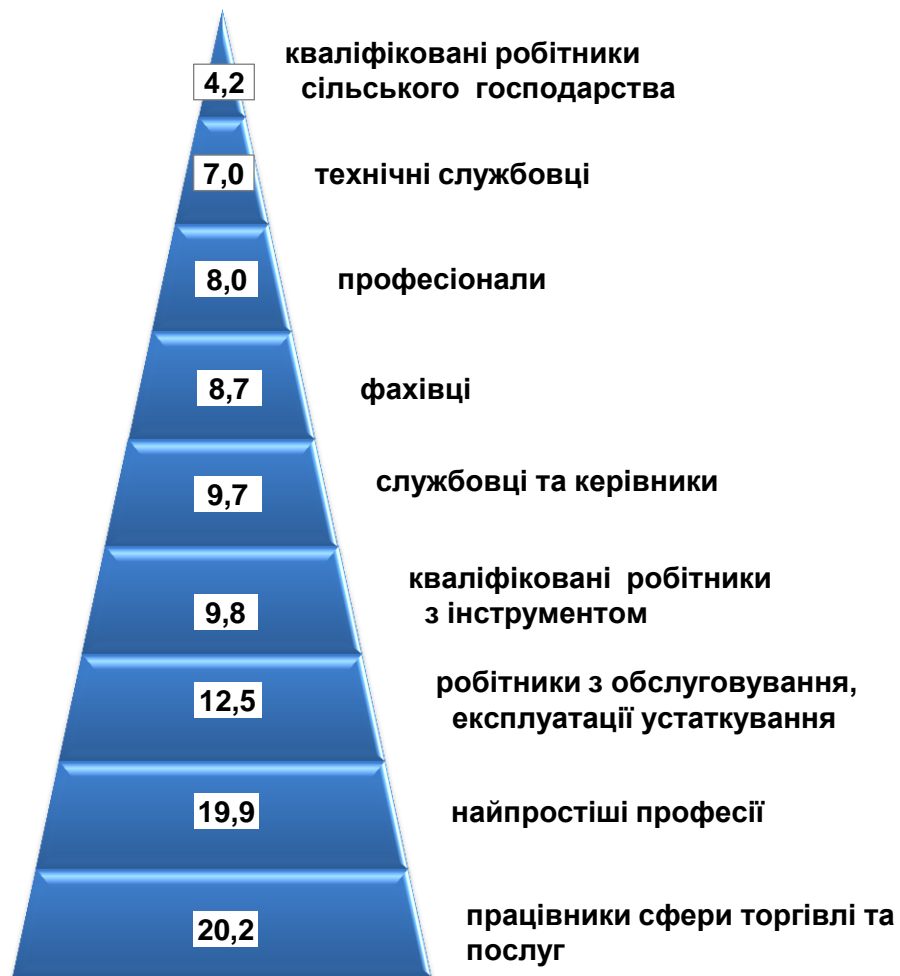 кваліфіковані робітники
4,2 сільського господарства
7,0 технічні службовці
8,0 професіонали
8,7 фахівці
9,7 службовці та керівники
кваліфіковані робітники
9,8 з інструментом
робітники з обслуговування,
12,5 експлуатації устаткування
19,9 найпростіші професії
працівники сфери торгівлі та
20,2 послуг